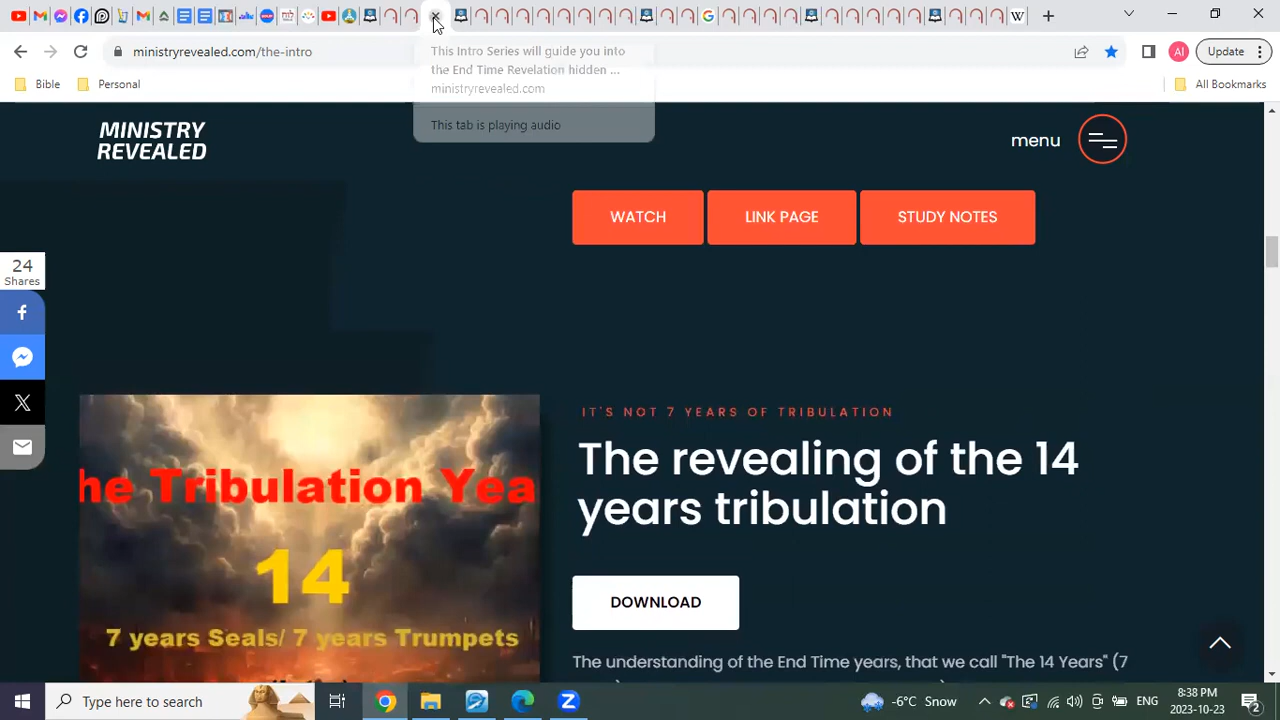 ministryrevealed.com/the-intro
Update
Bible
Personal
All Bookmarks
This Intro Series will guide you into
the End Time Revelation hidden ...
ministryrevealed.com
This tab is playing audio
MINISTRY
REVEALED
menu
WATCH
LINK PAGE
STUDY NOTES
24
Shares
IT'S NOT 7 YEARS OF TRIBULATION
The revealing of the 14
years tribulation
he Tribulation Yea
14
7 years Seals/ 7 years Trumpets
DOWNLOAD
The understanding of the End Time years, that we call "The 14 Years" (7
Type here to search
-6°C Snow
ENG
8:38 PM
2023-10-23
2